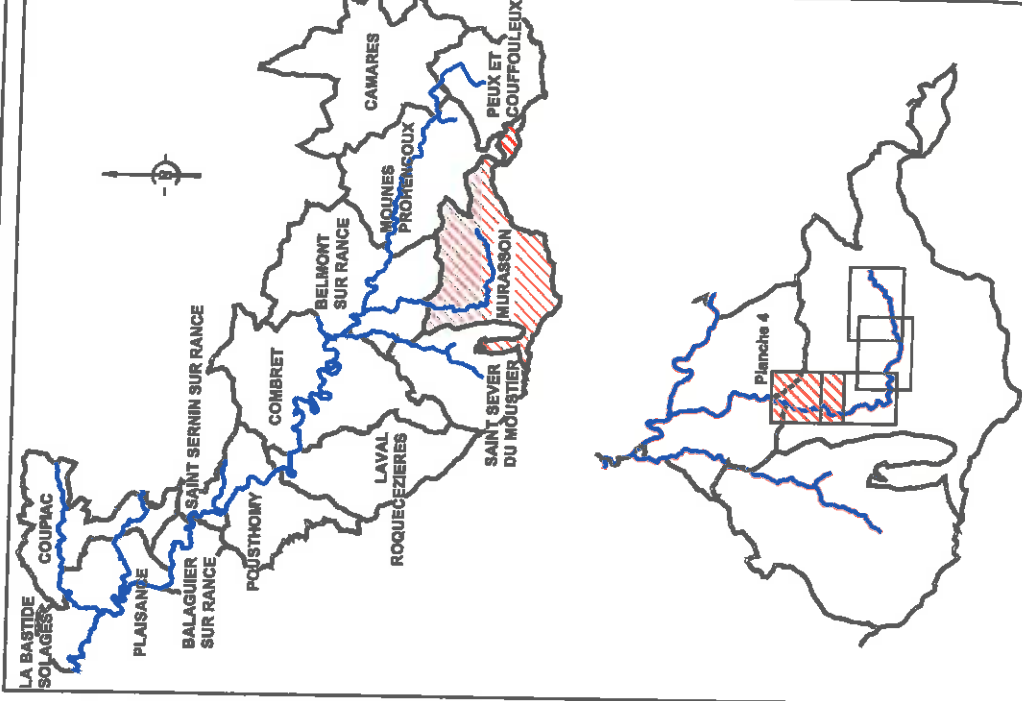 LA BASTIDE
SOLAGES
COUPIAC
PLAISANCE
BALAGUIER
SUR RANCE
SAINT SERNIN SUR RANCE
POUSTHOMY
COMBRET
LAVAL
ROQUECEZIERES
BELMONT
SUR RANCE
SAINT SEVER
DU MOUSTIER
MURASSON
MOUNES
PROHENCOUX
CAMARES
PEUX ET
COUFFOULEUX
N
Planche 4